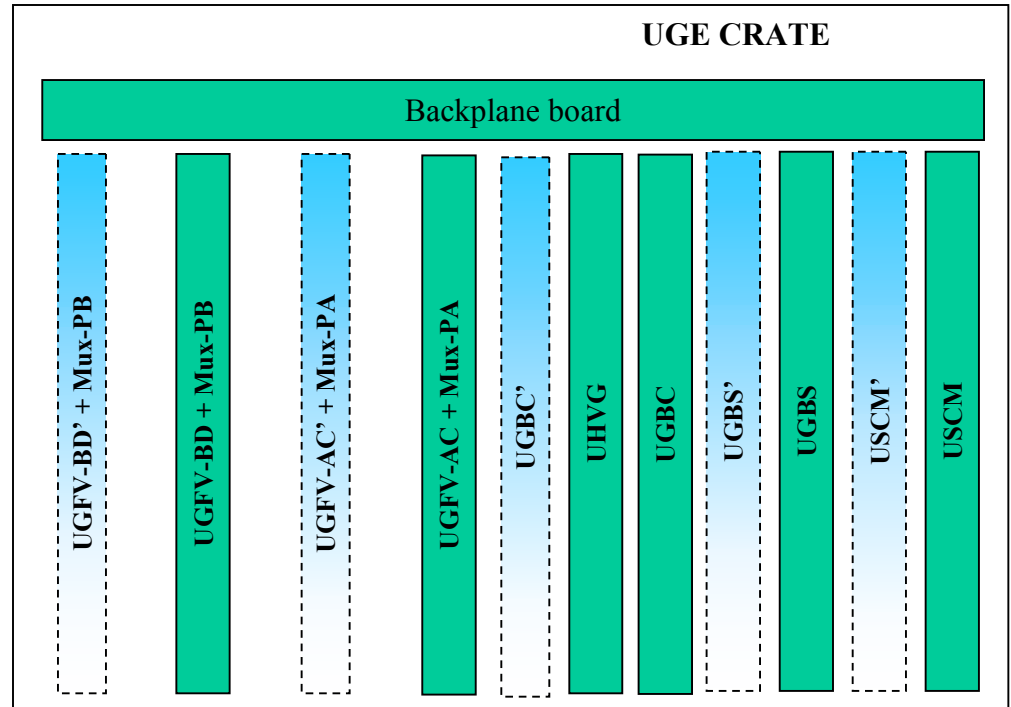 UGE CRATE
Backplane board
UGFV-BD’ + Mux-PB
UGFV-BD + Mux-PB
UGFV-AC’ + Mux-PA
UGFV-AC + Mux-PA
UGBC’
UHVG
UGBC
UGBS’
UGBS
USCM’
USCM